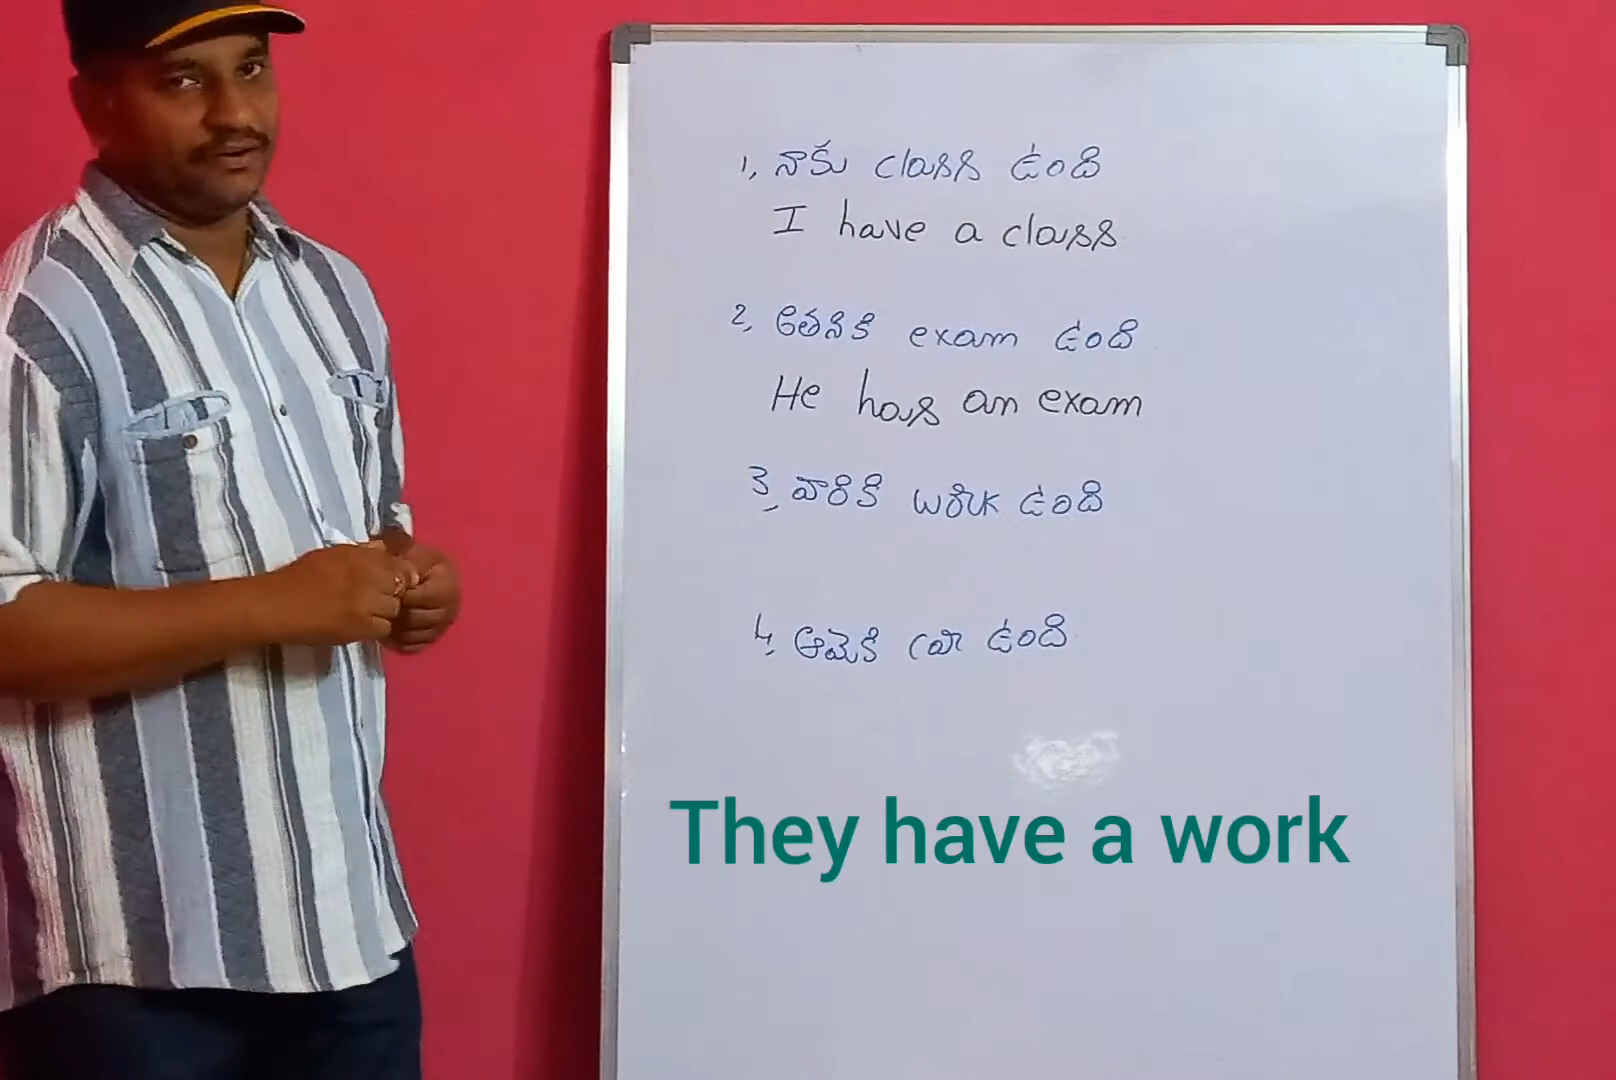 1, నాకు class ఉంది
I have a class
2, అతనికి exam ఉంది
He has an exam
3, వారికి work ఉంది
4, ఆమెకి car ఉంది
They have a work